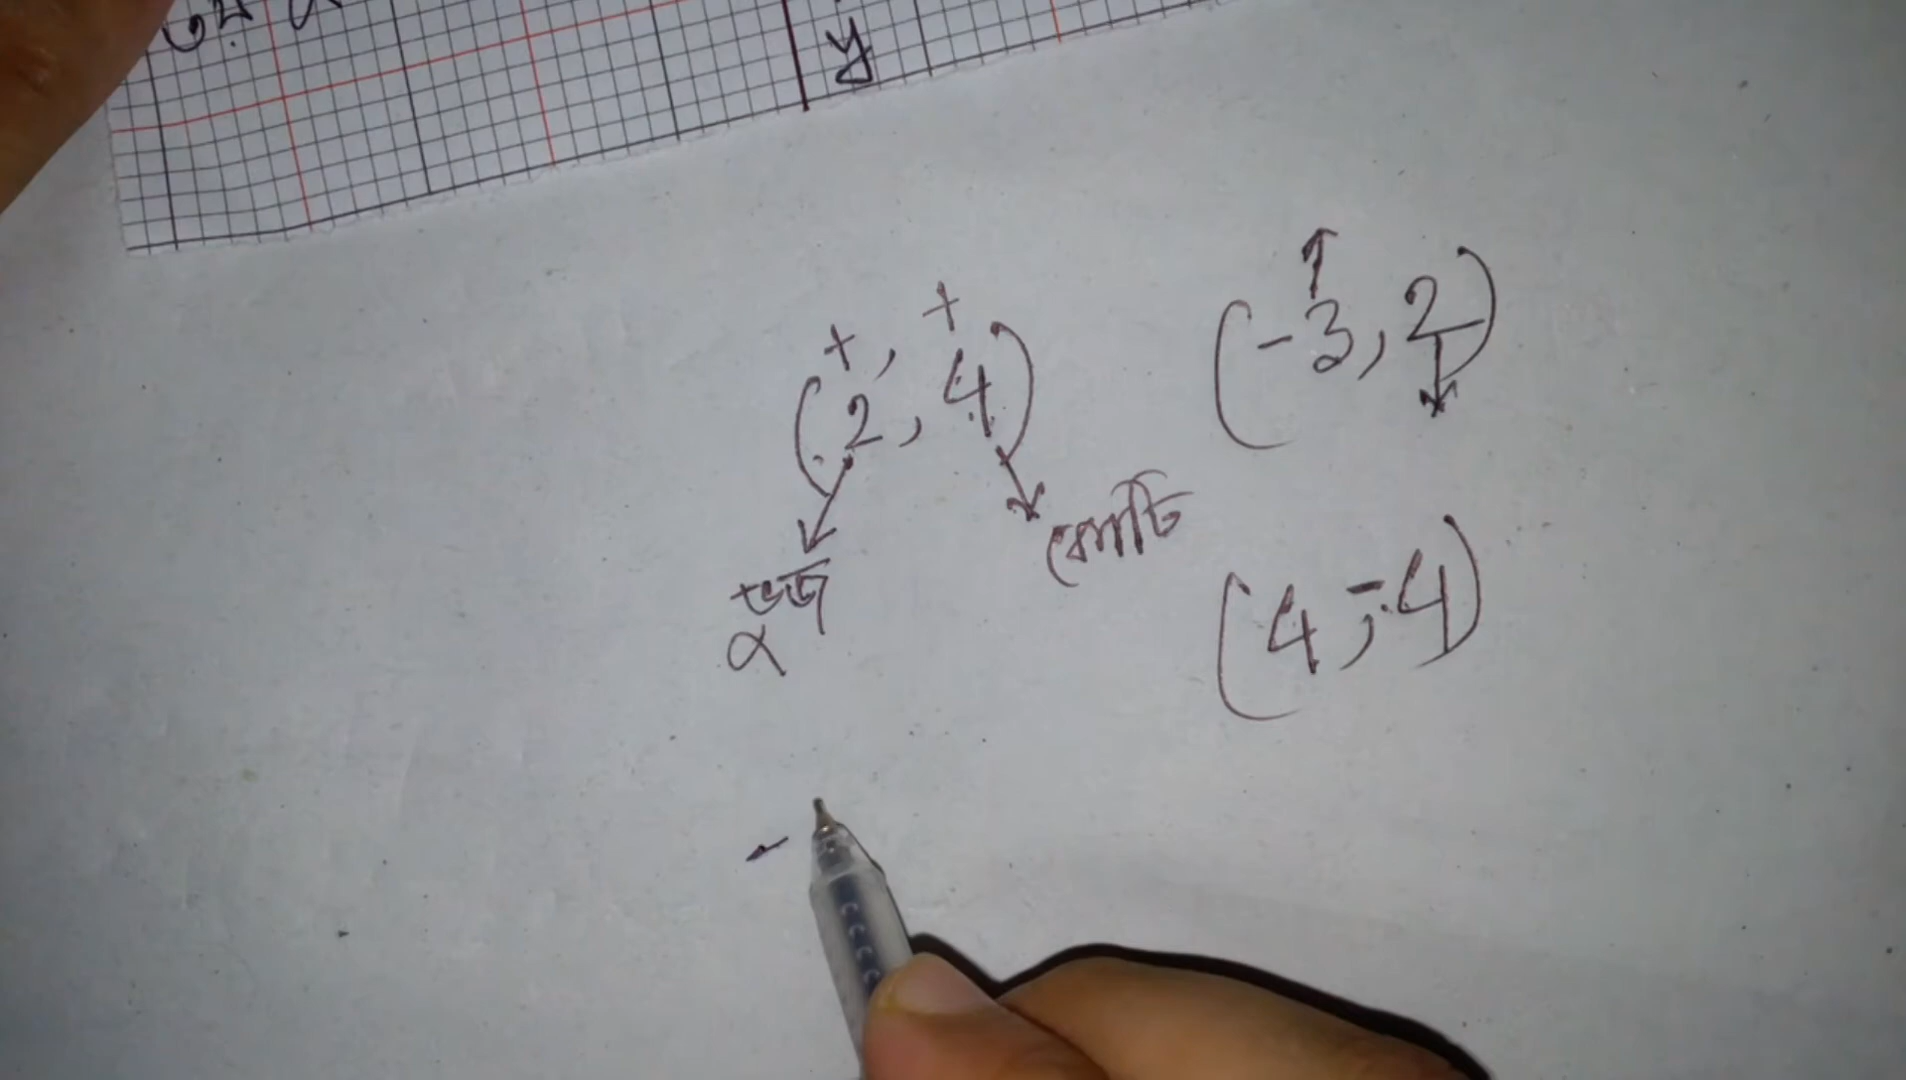 y
+, +
(2, 4)
ভুজ
কোটি
(-3, 2)
(4, -4)